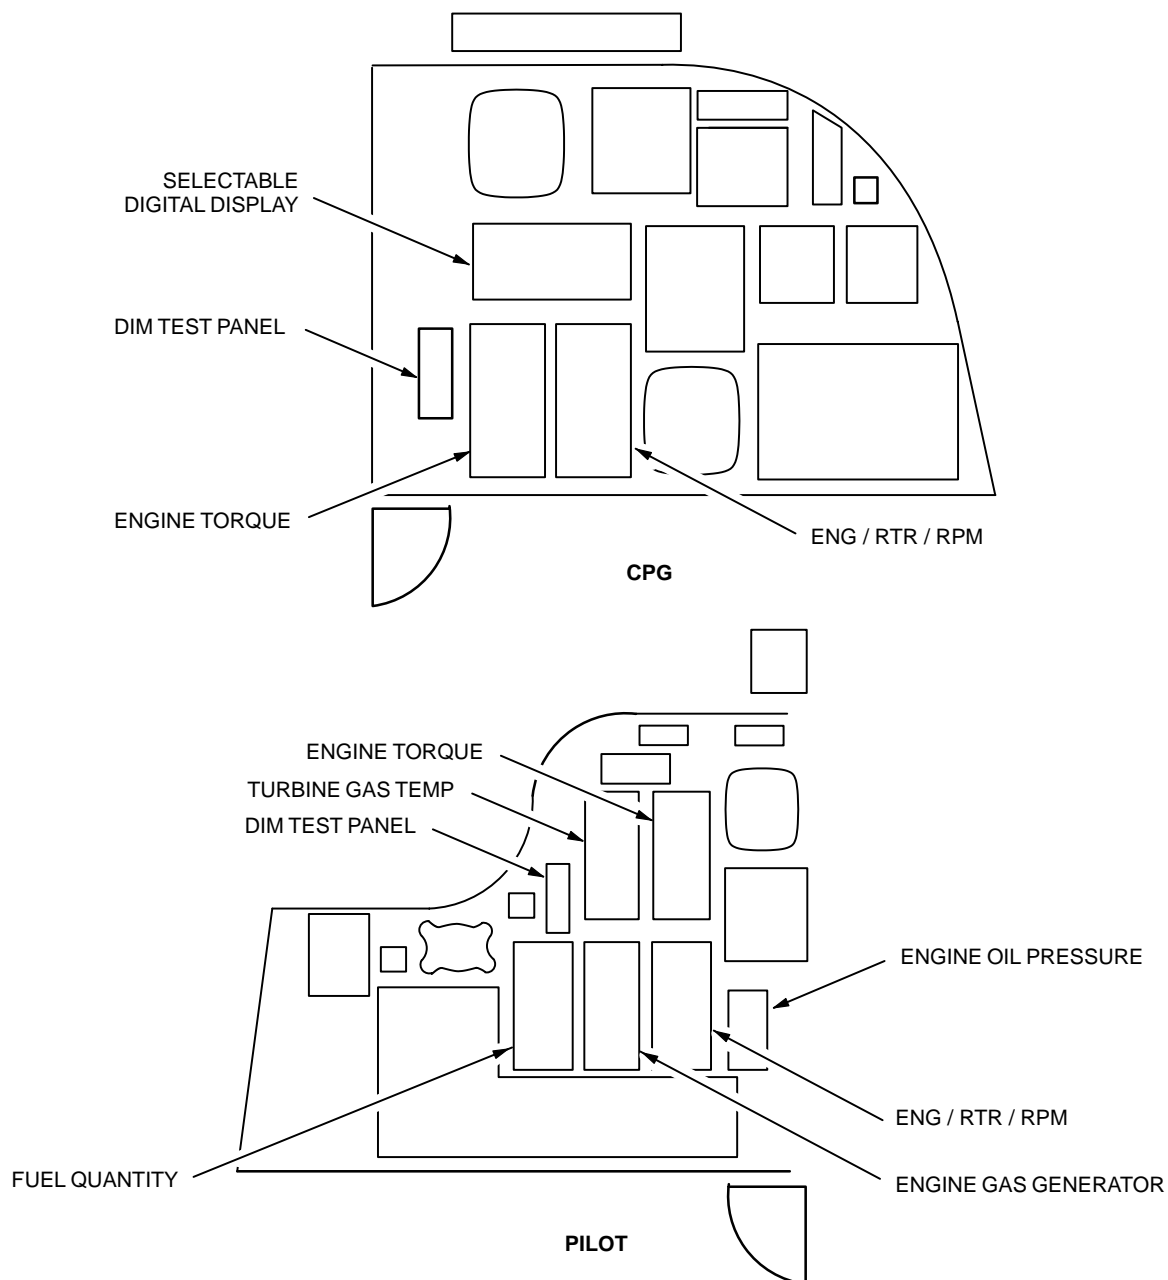 SELECTABLE
DIGITAL DISPLAY
DIM TEST PANEL
ENGINE TORQUE
ENG / RTR / RPM
CPG
ENGINE TORQUE
TURBINE GAS TEMP
DIM TEST PANEL
ENGINE OIL PRESSURE
ENG / RTR / RPM
FUEL QUANTITY
ENGINE GAS GENERATOR
PILOT